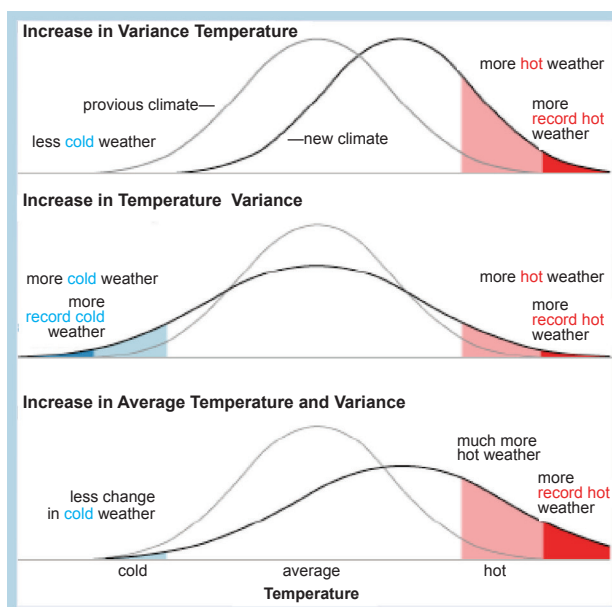 Increase in Variance Temperature
more hot weather
provious climate—
more
record hot
weather
less cold weather
—new climate
Increase in Temperature Variance
more cold weather
more
record cold
weather
more hot weather
more
record hot
weather
Increase in Average Temperature and Variance
much more
hot weather
less change
in cold weather
more
record hot
weather
cold
average
hot
Temperature